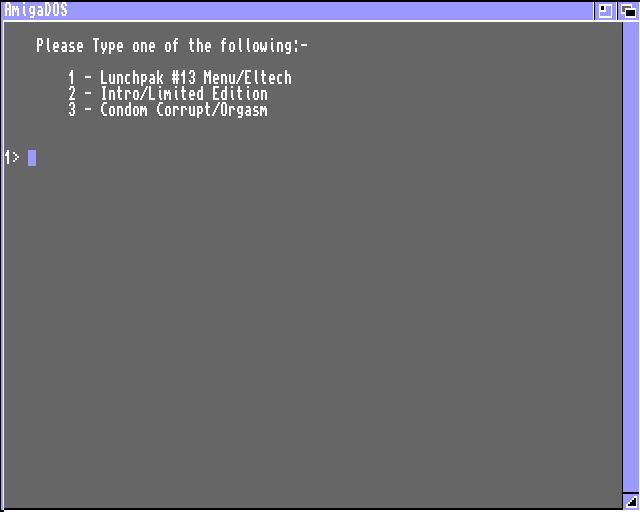 AmigaDOS
Please Type one of the following:-
1 - Lunchpak #13 Menu/Eltech
2 - Intro/Limited Edition
3 - Condom Corrupt/Orgasm
1>